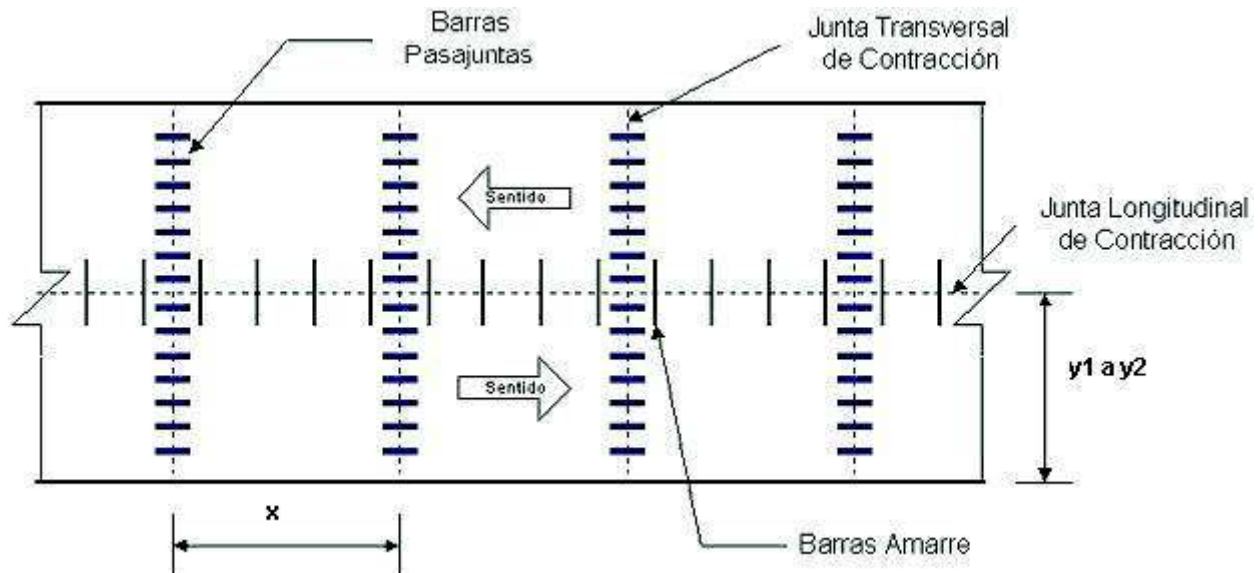 Barras
Pasajuntas
Junta Transversal
de Contracción
Sentido
Junta Longitudinal
de Contracción
Sentido
y1 a y2
x
Barras Amarre